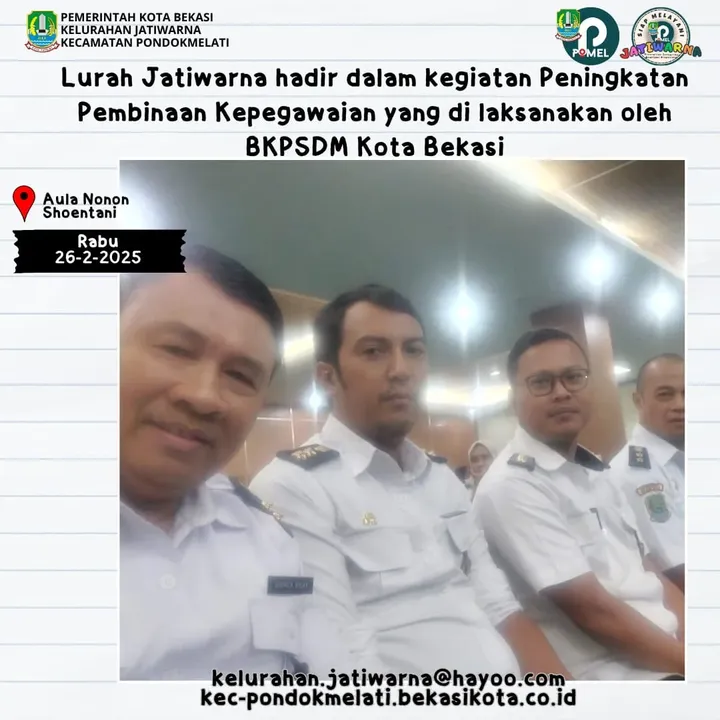 PEMERINTAH KOTA BEKASI
KELURAHAN JATIWARNA
KECAMATAN PONDOKMELATI
POMEL
SIAP MELAYANI
POMEL
JATIWARNA
Lurah Jatiwarna hadir dalam kegiatan Peningkatan
Pembinaan Kepegawaian yang di laksanakan oleh
BKPSDM Kota Bekasi
Aula Nonon
Shoentani
Rabu
26-2-2025
kelurahan.jatiwarna@hayoo.com
kec-pondokmelati.bekasikota.co.id